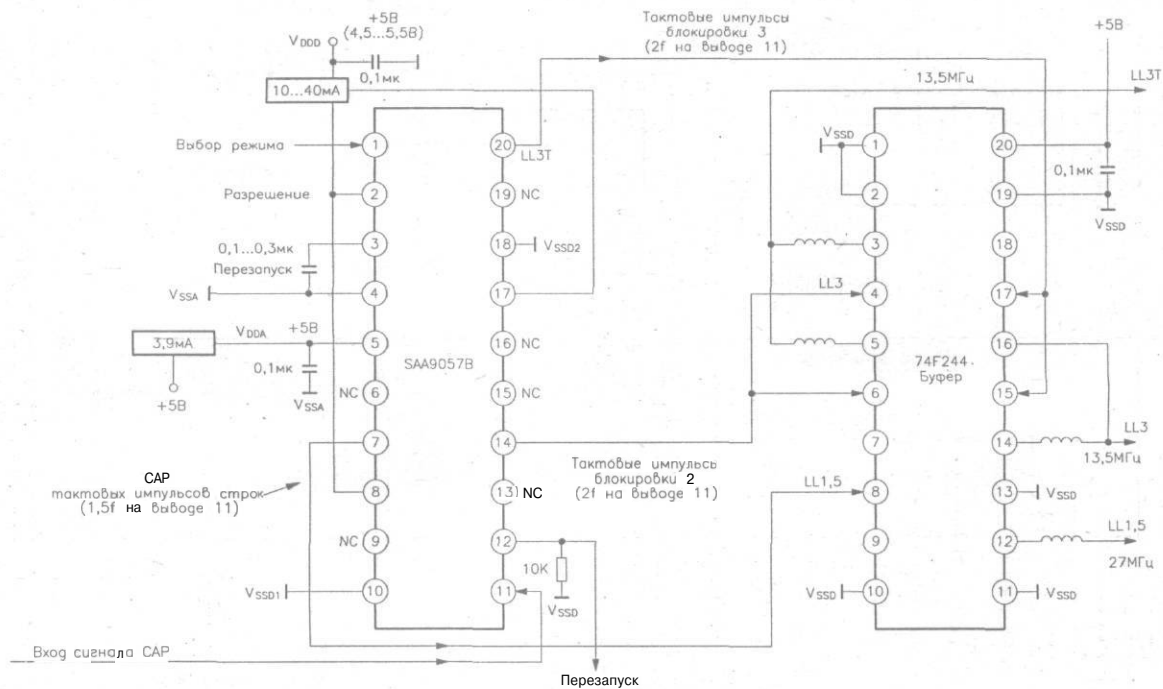 +5В
(4,5...5,5В)
VDDD
0,1мк
10...40мА
Выбор режима
Разрешение
0,1...0,3мк
Перезапуск
VSSA
3,9мА
VDDA
+5В
0,1мк
VSSA
+5В
NC
САР
тактовых импульсов строк
(1,5f на выводе 11)
NC
VSSD1
Вход сигнала САР
1
2
3
4
5
6
7
8
9
10
SAA9057B
20
19
18
17
16
15
14
13
12
11
LL3T
NC
VSSD2
NC
NC
NC
10К
VSSD
Перезапуск
Тактовые импульсы
блокировки 3
(2f на выводе 11)
Тактовые импульсы
блокировки 2
(2f на выводе 11)
13,5МГц
LL3T
VSSD
LL3
LL1,5
VSSD
1
2
3
4
5
6
7
8
9
10
74F244
Буфер
20
19
18
17
16
15
14
13
12
11
+5В
0,1мк
VSSD
LL3
13,5МГц
VSSD
LL1,5
27МГц
VSSD